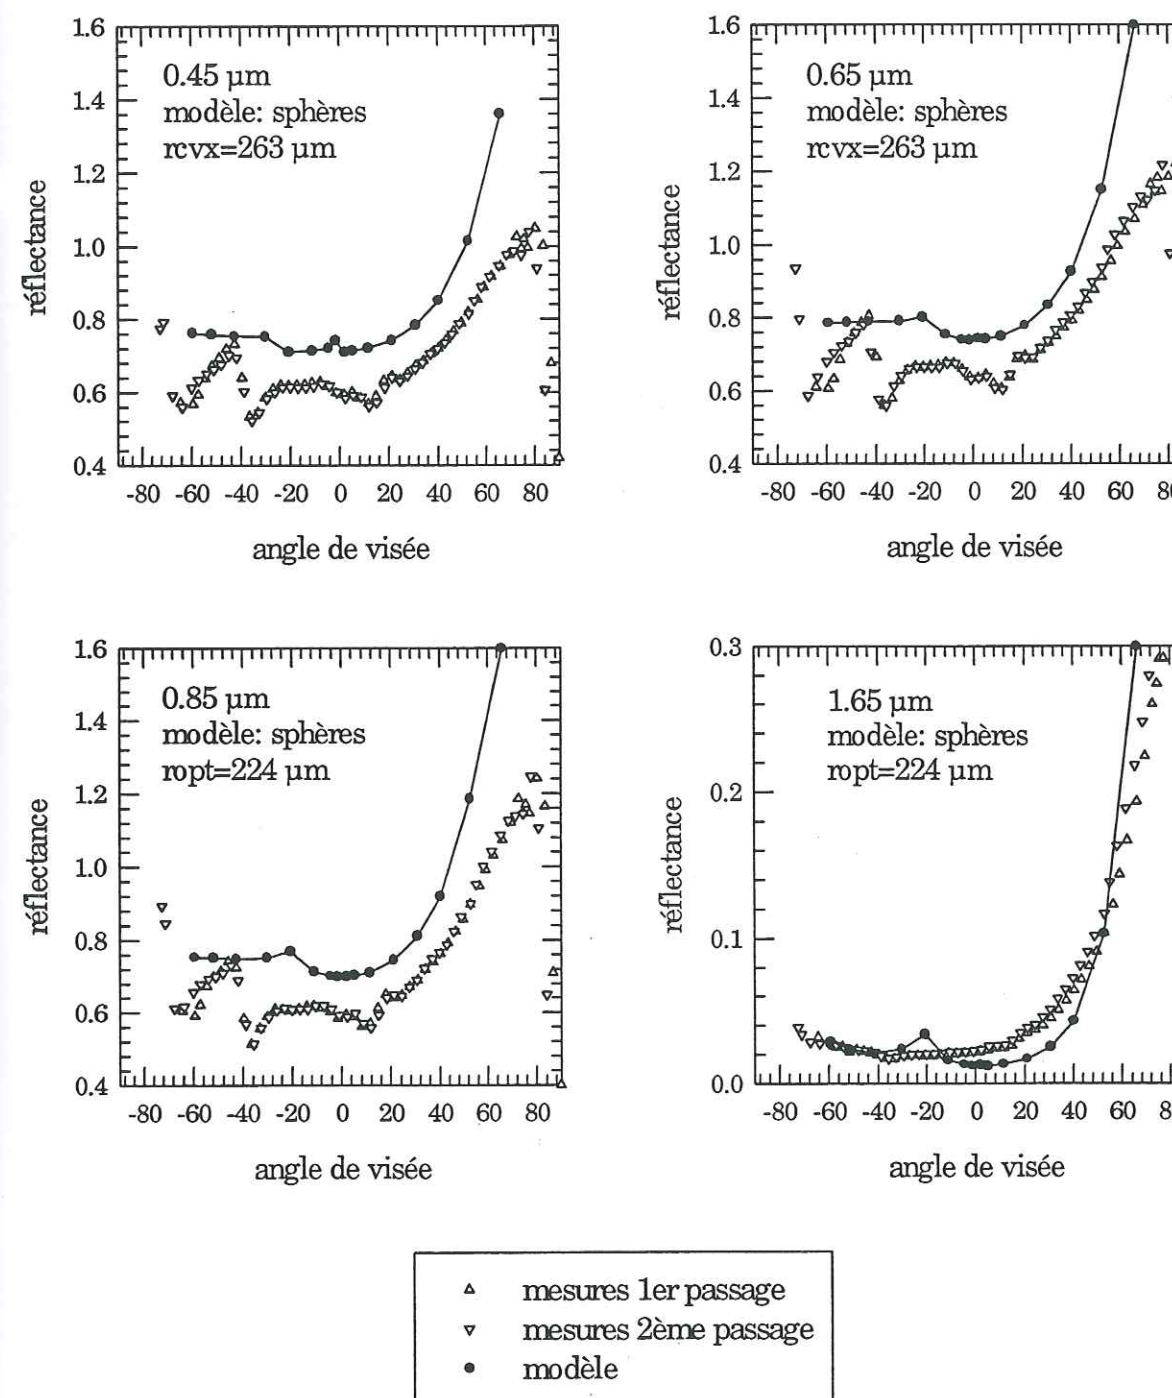 1.6
1.4
1.2
1.0
0.8
0.6
0.4
réflectance
0.45 µm
modèle: sphères
rcvx=263 µm
-80 -60 -40 -20 0 20 40 60 80
angle de visée
1.6
1.4
1.2
1.0
0.8
0.6
0.4
réflectance
0.65 µm
modèle: sphères
rcvx=263 µm
-80 -60 -40 -20 0 20 40 60
angle de visée
1.6
1.4
1.2
1.0
0.8
0.6
0.4
réflectance
0.85 µm
modèle: sphères
ropt=224 µm
-80 -60 -40 -20 0 20 40 60 80
angle de visée
0.3
0.2
0.1
0.0
réflectance
1.65 µm
modèle: sphères
ropt=224 µm
-80 -60 -40 -20 0 20 40 60 8
angle de visée
mesures 1er passage
mesures 2ème passage
modèle